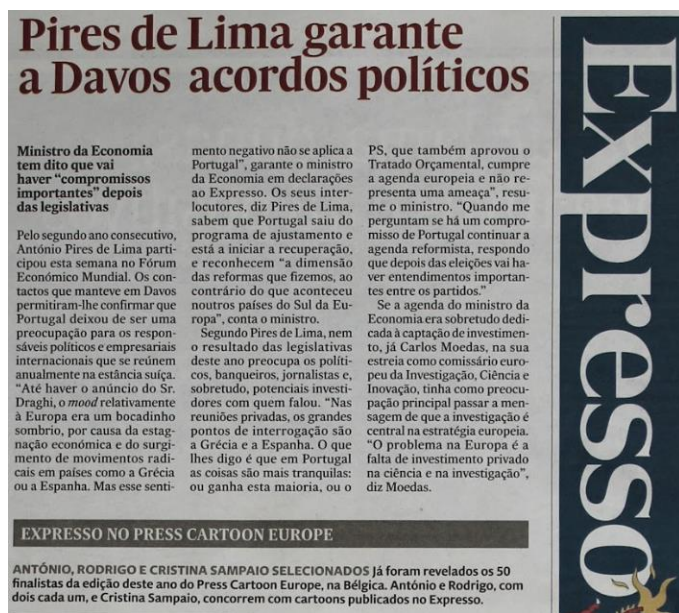 Pires de Lima garante
a Davos acordos políticos
Ministro da Economia
tem dito que vai
haver “compromissos
importantes” depois
das legislativas
Pelo segundo ano consecutivo,
António Pires de Lima parti-
cipou esta semana no Fórum
Económico Mundial. Os con-
tactos que manteve em Davos
permitiram-lhe confirmar que
Portugal deixou de ser uma
preocupação para os respon-
sáveis políticos e empresariais
internacionais que se reúnem
anualmente na estância suíça.
“Até haver o anúncio do Sr.
Draghi, o mood relativamente
à Europa era um bocadinho
sombrio, por causa da estag-
nação económica e do surgi-
mento de movimentos radi-
cais em países como a Grécia
ou a Espanha. Mas esse senti-
mento negativo não se aplica a
Portugal”, garante o ministro
da Economia em declarações
ao Expresso. Os seus inter-
locutores, diz Pires de Lima,
sabem que Portugal saiu do
programa de ajustamento e
está a iniciar a recuperação,
e reconhecem “a dimensão
das reformas que fizemos, ao
contrário do que aconteceu
noutros países do Sul da Eu-
ropa”, conta o ministro.
Segundo Pires de Lima, nem
o resultado das legislativas
deste ano preocupa os políti-
cos, banqueiros, jornalistas e,
sobretudo, potenciais investi-
dores com quem falou. “Nas
reuniões privadas, os grandes
pontos de interrogação são
a Grécia e a Espanha. O que
lhes digo é que em Portugal
as coisas são mais tranquilas:
ou ganha esta maioria, ou o
PS, que também aprovou o
Tratado Orçamental, cumpre
a agenda europeia e não re-
presenta uma ameaça”, resu-
me o ministro. “Quando me
perguntam se há um compro-
misso de Portugal continuar a
agenda reformista, respondo
que depois das eleições vai ha-
ver entendimentos importan-
tes entre os partidos.”
Se a agenda do ministro da
Economia era sobretudo dedi-
cada à captação de investimen-
to, já Carlos Moedas, na sua
estreia como comissário euro-
peu da Investigação, Ciência e
Inovação, tinha como preocu-
pação principal passar a men-
sagem de que a investigação é
central na estratégia europeia.
“O problema na Europa é a
falta de investimento privado
na ciência e na investigação”,
diz Moedas.
EXPRESSO NO PRESS CARTOON EUROPE
ANTÓNIO, RODRIGO E CRISTINA SAMPAIO SELECIONADOS Já foram revelados os 50
finalistas da edição deste ano do Press Cartoon Europe, na Bélgica. António e Rodrigo, com
dois cada um, e Cristina Sampaio, concorrem com cartoons publicados no Expresso.
Expresso